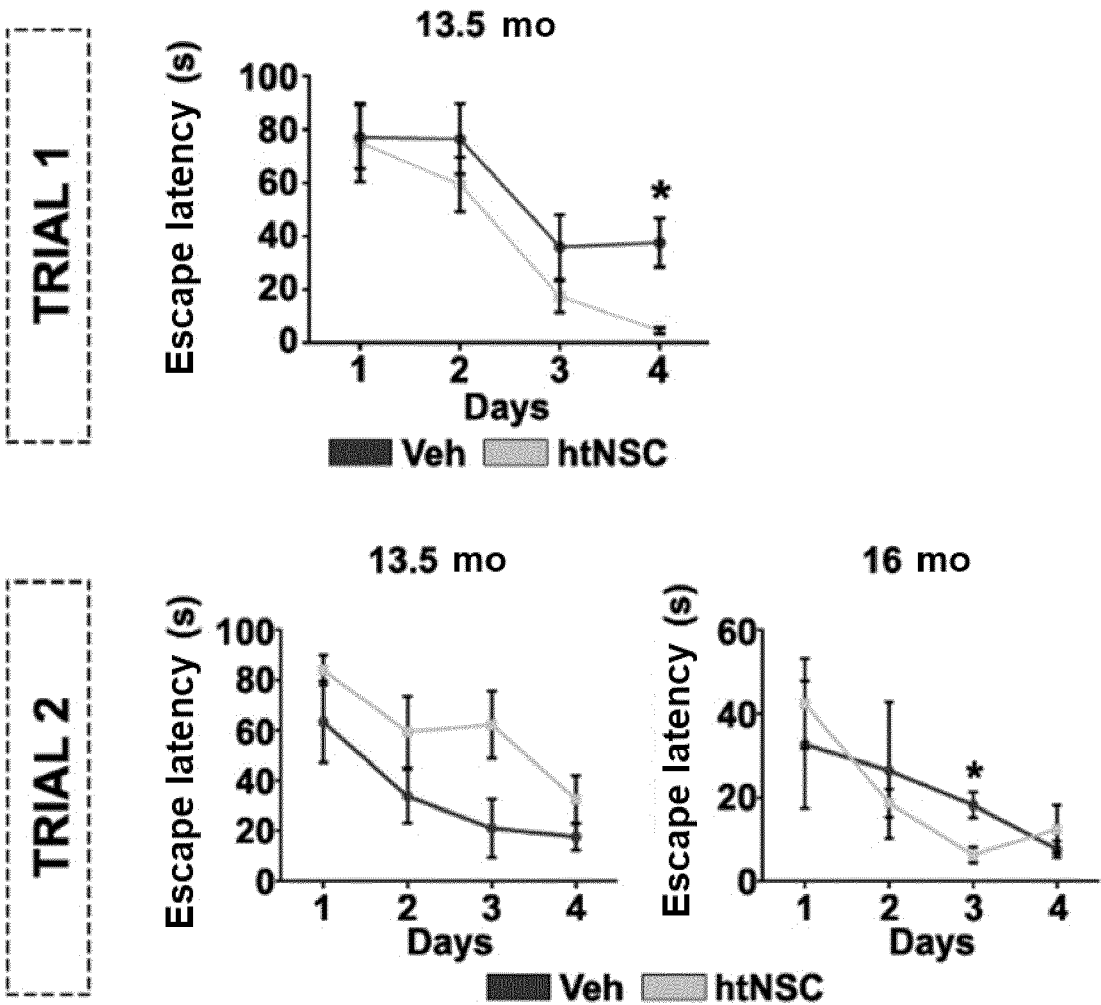 TRIAL 1
13.5 mo
Escape latency (s)
100
80
60
40
20
0
1 2 3 4
Days
*
Veh htNSC
TRIAL 2
13.5 mo
Escape latency (s)
100
80
60
40
20
0
1 2 3 4
Days
16 mo
Escape latency (s)
60
40
20
0
*
1 2 3 4
Days
Veh htNSC